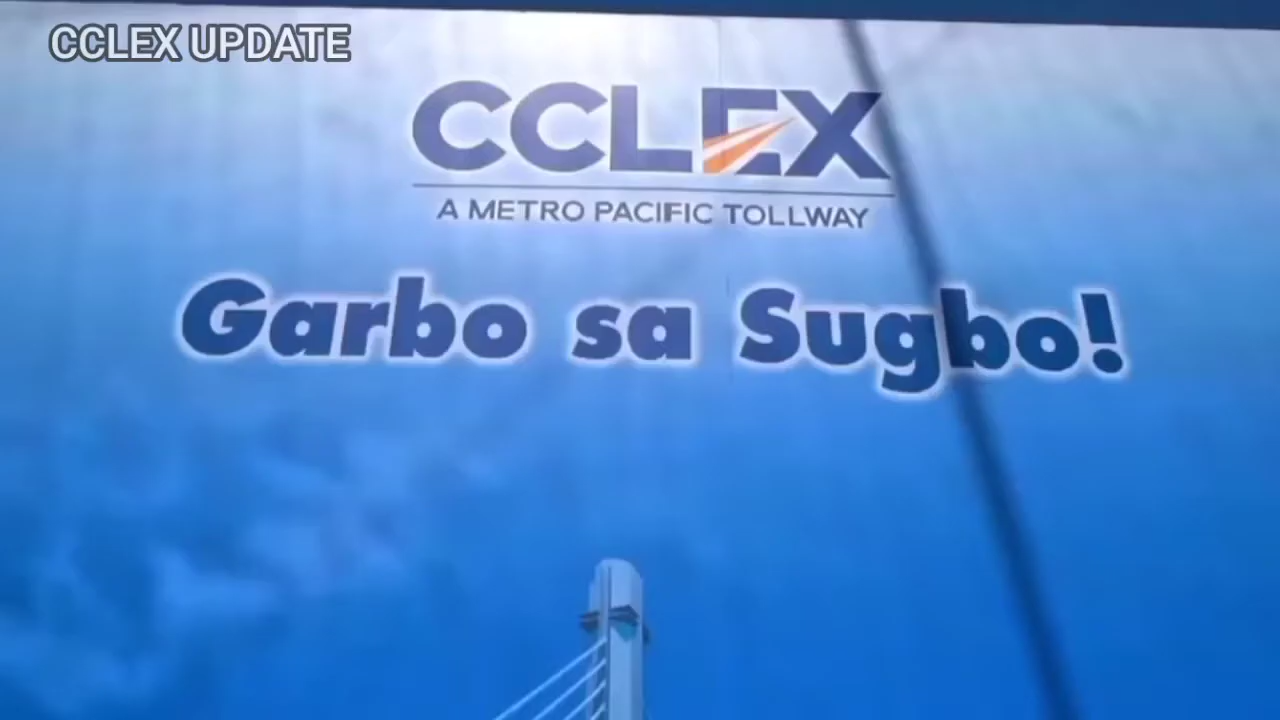 CCLEX UPDATE
CCLEX
A METRO PACIFIC TOLLWAY
Garbo sa Sugbo!